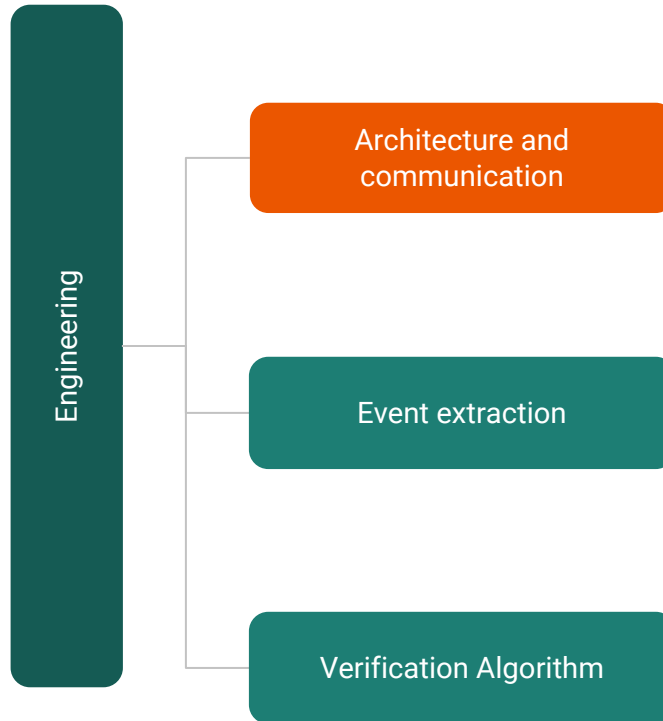 Engineering
Architecture and
communication
Event extraction
Verification Algorithm